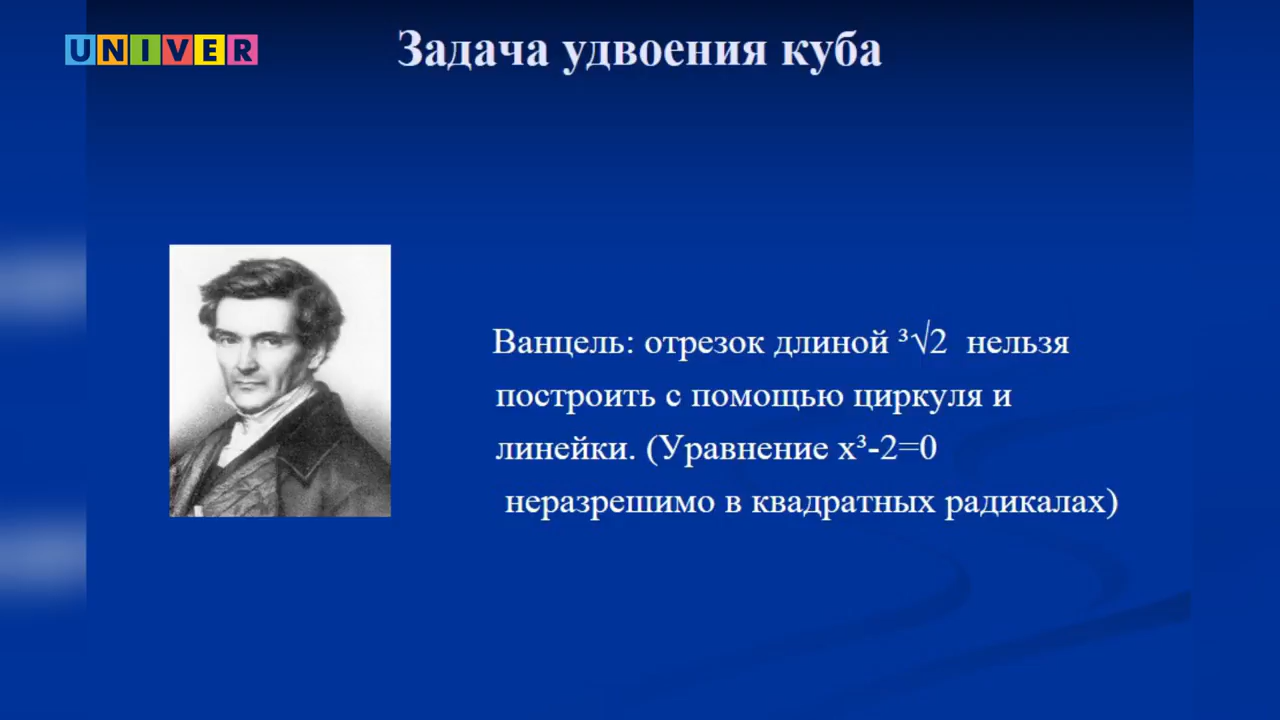 UNIVER
Задача удвоения куба
Ванцель: отрезок длиной ³√2 нельзя
построить с помощью циркуля и
линейки. (Уравнение x³-2=0
неразрешимо в квадратных радикалах)